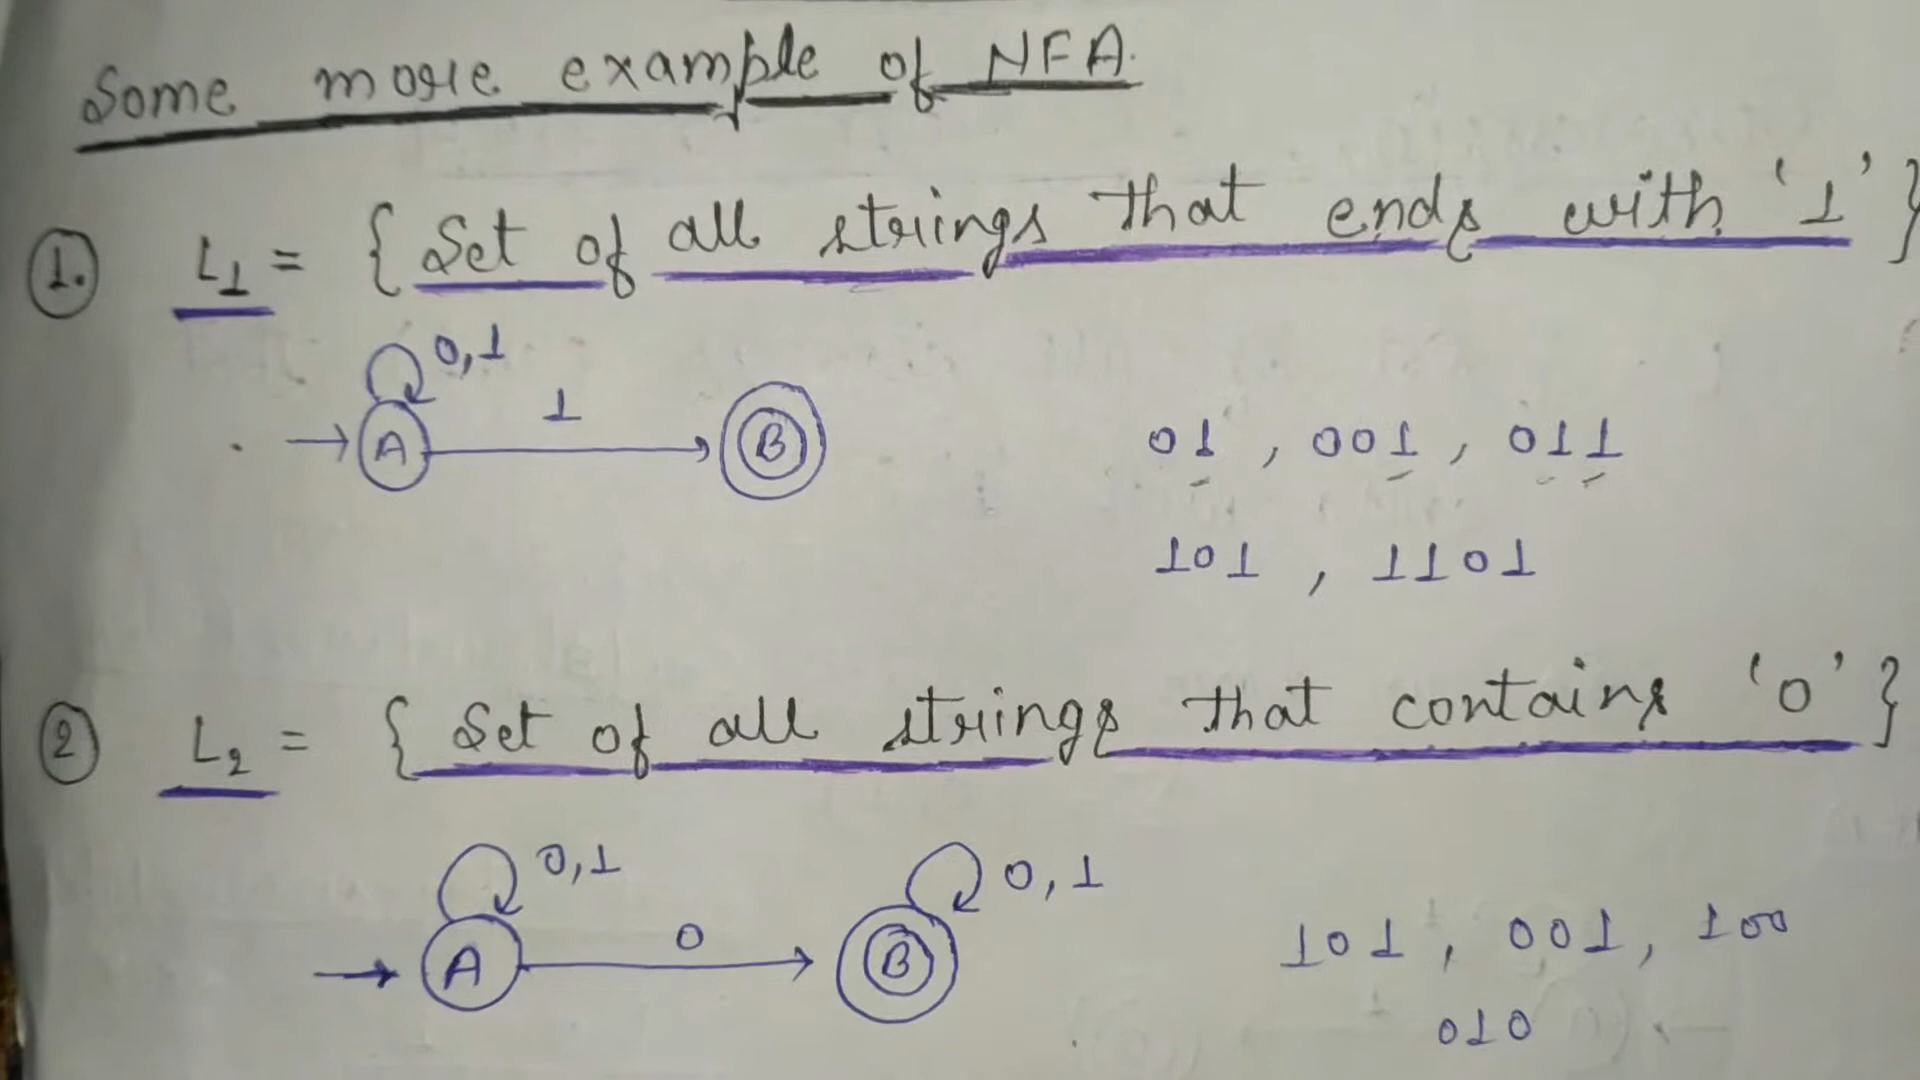 Some more example of NFA.
1. L1 = { Set of all strings that ends with '1' }
0,1
1
A B
01 , 001 , 011
101 , 1101
2 L2 = { Set of all strings that contains '0' }
0,1 0,1
0
A B
101 , 001 , 100
010